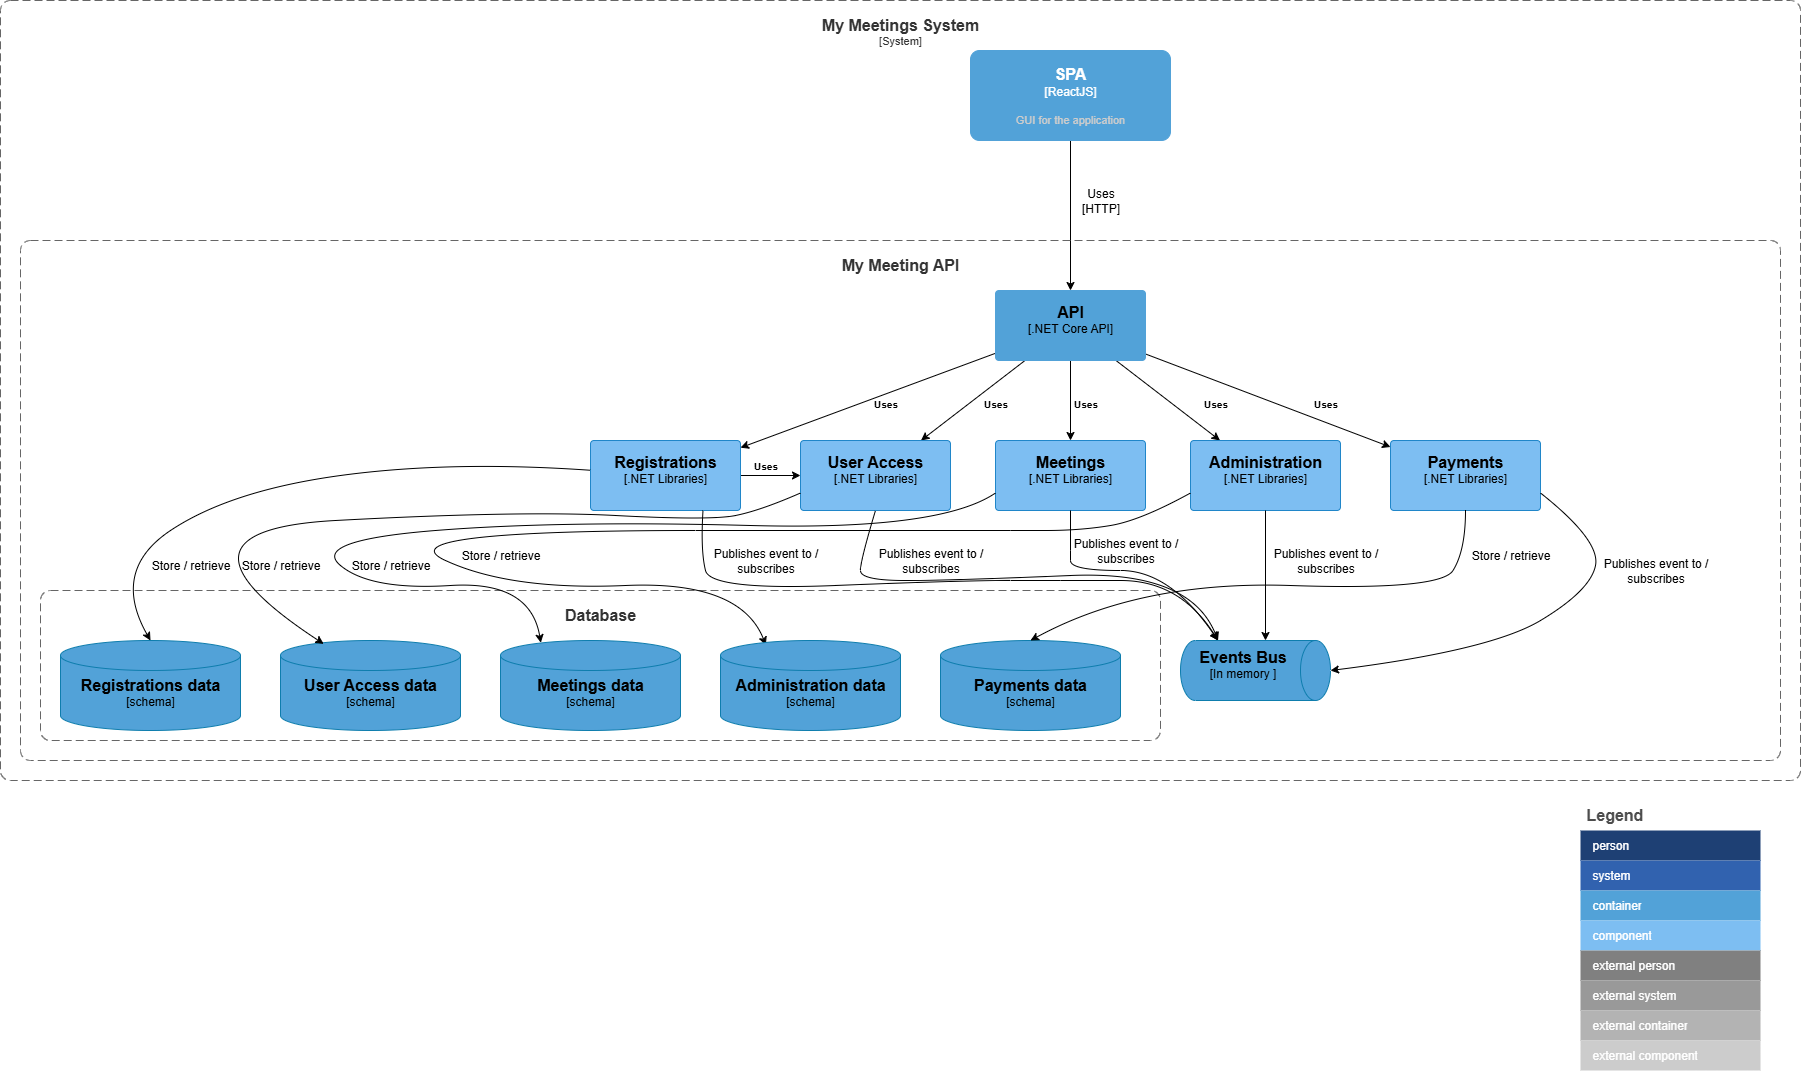 My Meetings System
[System]
SPA
[ReactJS]
GUI for the application
Uses
[HTTP]
My Meeting API
API
[.NET Core API]
Uses
Uses
Uses
Uses
Uses
Registrations
[.NET Libraries]
Uses
User Access
[.NET Libraries]
Meetings
[.NET Libraries]
Administration
[.NET Libraries]
Payments
[.NET Libraries]
Store / retrieve
Store / retrieve
Store / retrieve
Store / retrieve
Publishes event to /
subscribes
Publishes event to /
subscribes
Publishes event to /
subscribes
Publishes event to /
subscribes
Store / retrieve
Publishes event to /
subscribes
Database
Registrations data
[schema]
User Access data
[schema]
Meetings data
[schema]
Administration data
[schema]
Payments data
[schema]
Events Bus
[In memory ]
Legend
person
system
container
component
external person
external system
external container
external component